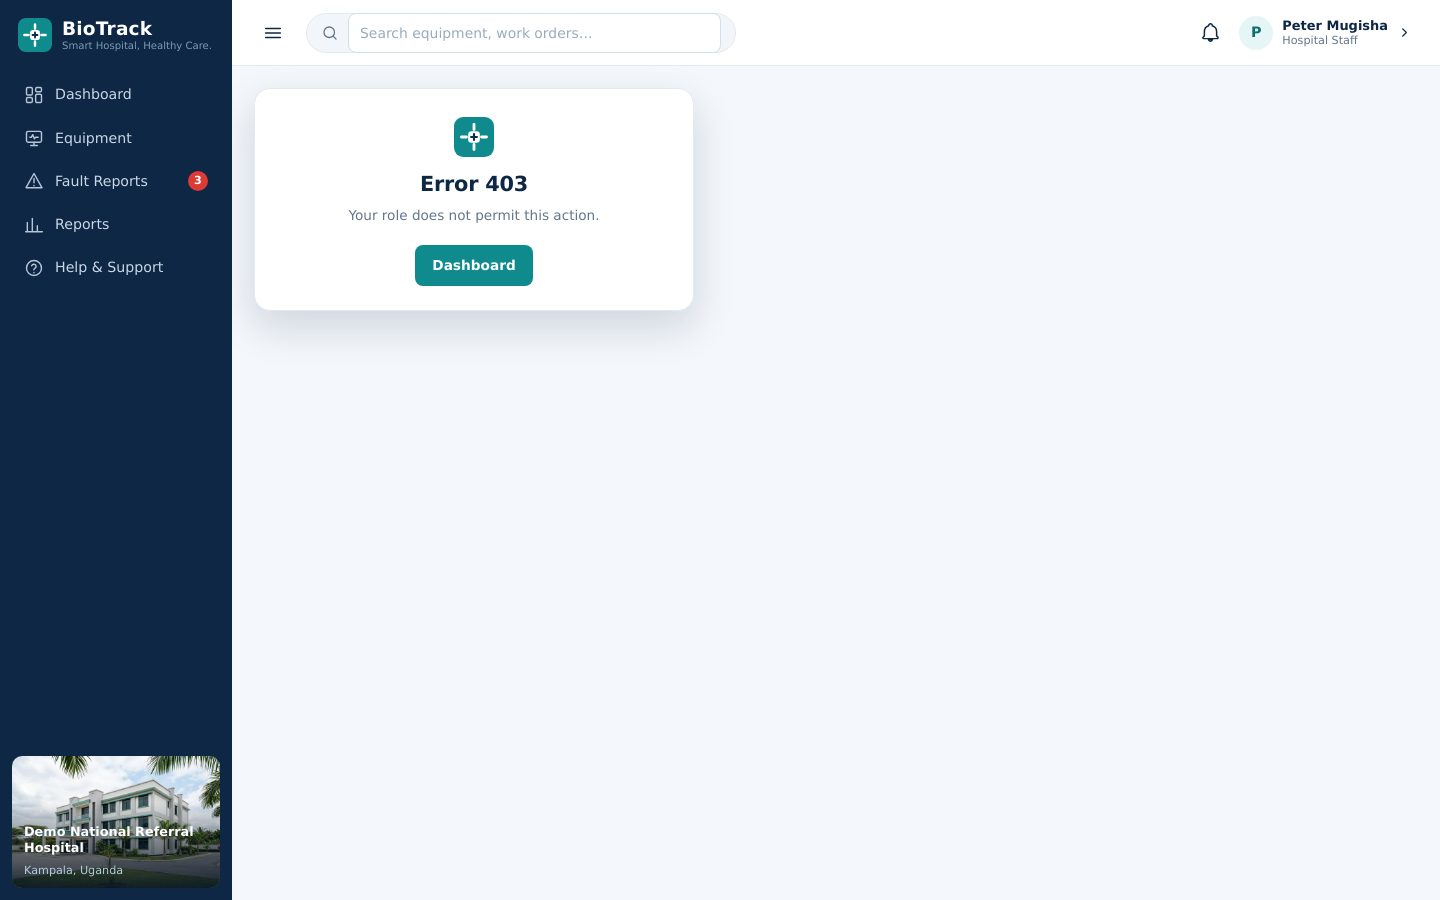 BioTrack
Smart Hospital, Healthy Care.
Dashboard
Equipment
Fault Reports
3
Reports
Help & Support
Demo National Referral
Hospital
Kampala, Uganda
Search equipment, work orders...
P
Peter Mugisha
Hospital Staff
Error 403
Your role does not permit this action.
Dashboard